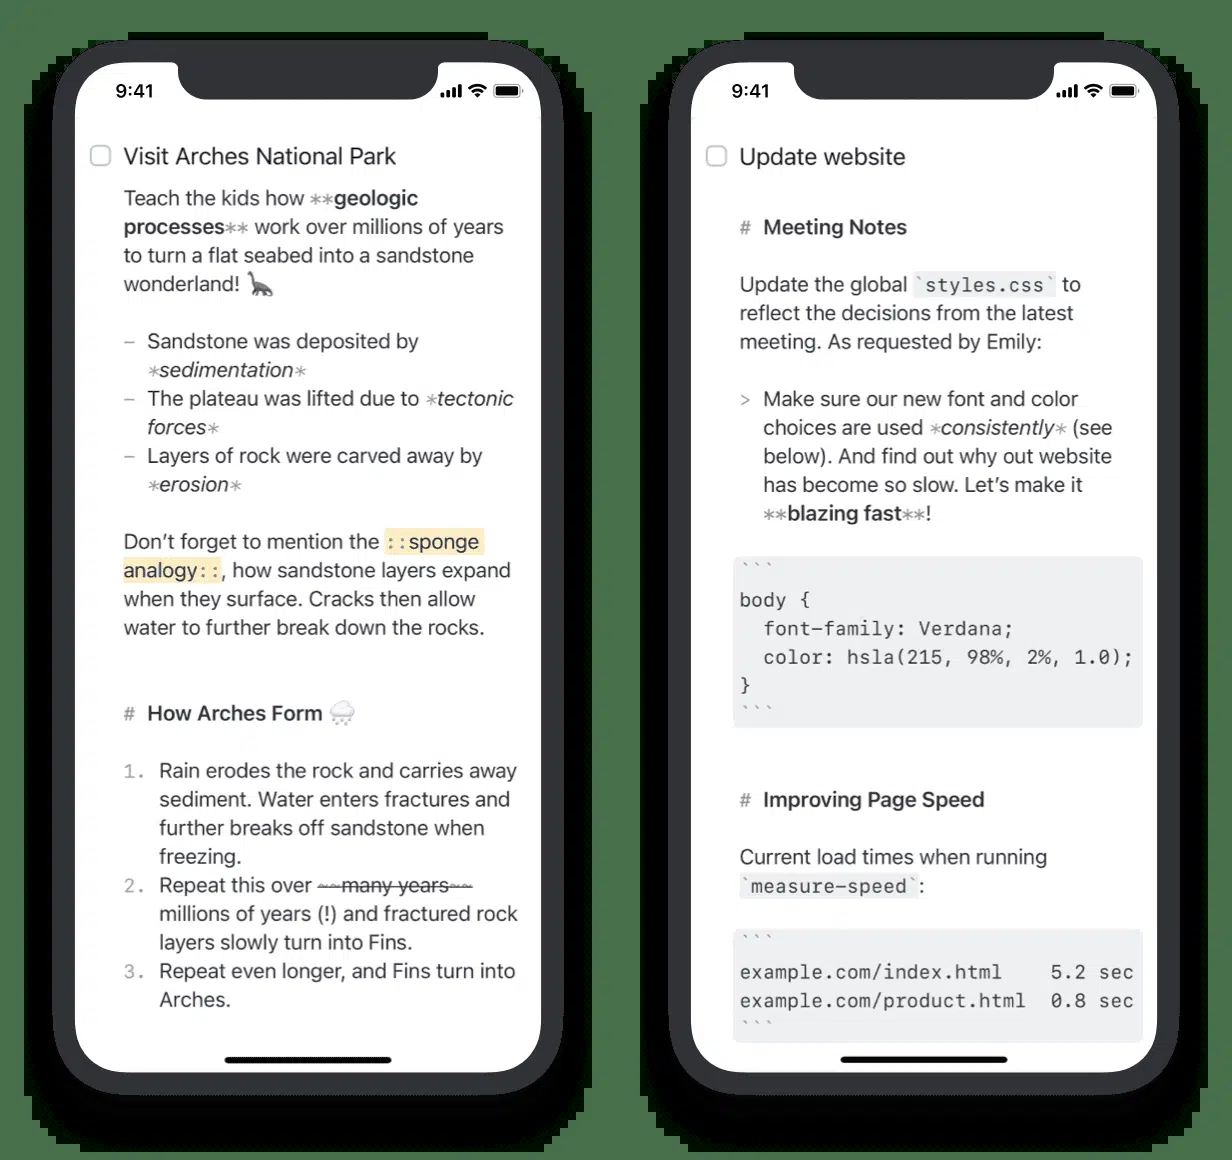 9:41
Visit Arches National Park
Teach the kids how **geologic
processes** work over millions of years
to turn a flat seabed into a sandstone
wonderland! 🦕
– Sandstone was deposited by
*sedimentation*
– The plateau was lifted due to *tectonic
forces*
– Layers of rock were carved away by
*erosion*
Don’t forget to mention the ::sponge
analogy::, how sandstone layers expand
when they surface. Cracks then allow
water to further break down the rocks.
# How Arches Form 🌧
1. Rain erodes the rock and carries away
sediment. Water enters fractures and
further breaks off sandstone when
freezing.
2. Repeat this over ~~many years~~
millions of years (!) and fractured rock
layers slowly turn into Fins.
3. Repeat even longer, and Fins turn into
Arches.
9:41
Update website
# Meeting Notes
Update the global `styles.css` to
reflect the decisions from the latest
meeting. As requested by Emily:
> Make sure our new font and color
choices are used *consistently* (see
below). And find out why out website
has become so slow. Let’s make it
**blazing fast**!
```
body {
  font-family: Verdana;
  color: hsla(215, 98%, 2%, 1.0);
}
```
# Improving Page Speed
Current load times when running
`measure-speed`:
```
example.com/index.html    5.2 sec
example.com/product.html  0.8 sec
```